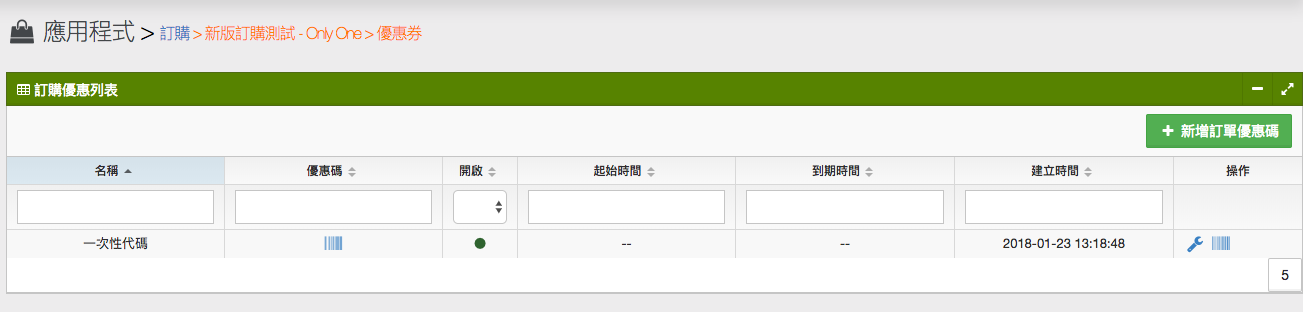 應用程式 > 訂購 > 新版訂購測試 - Only One > 優惠券
訂購優惠列表
新增訂單優惠碼
名稱 優惠碼 開啟 起始時間 到期時間 建立時間 操作
一次性代碼 -- -- 2018-01-23 13:18:48
5